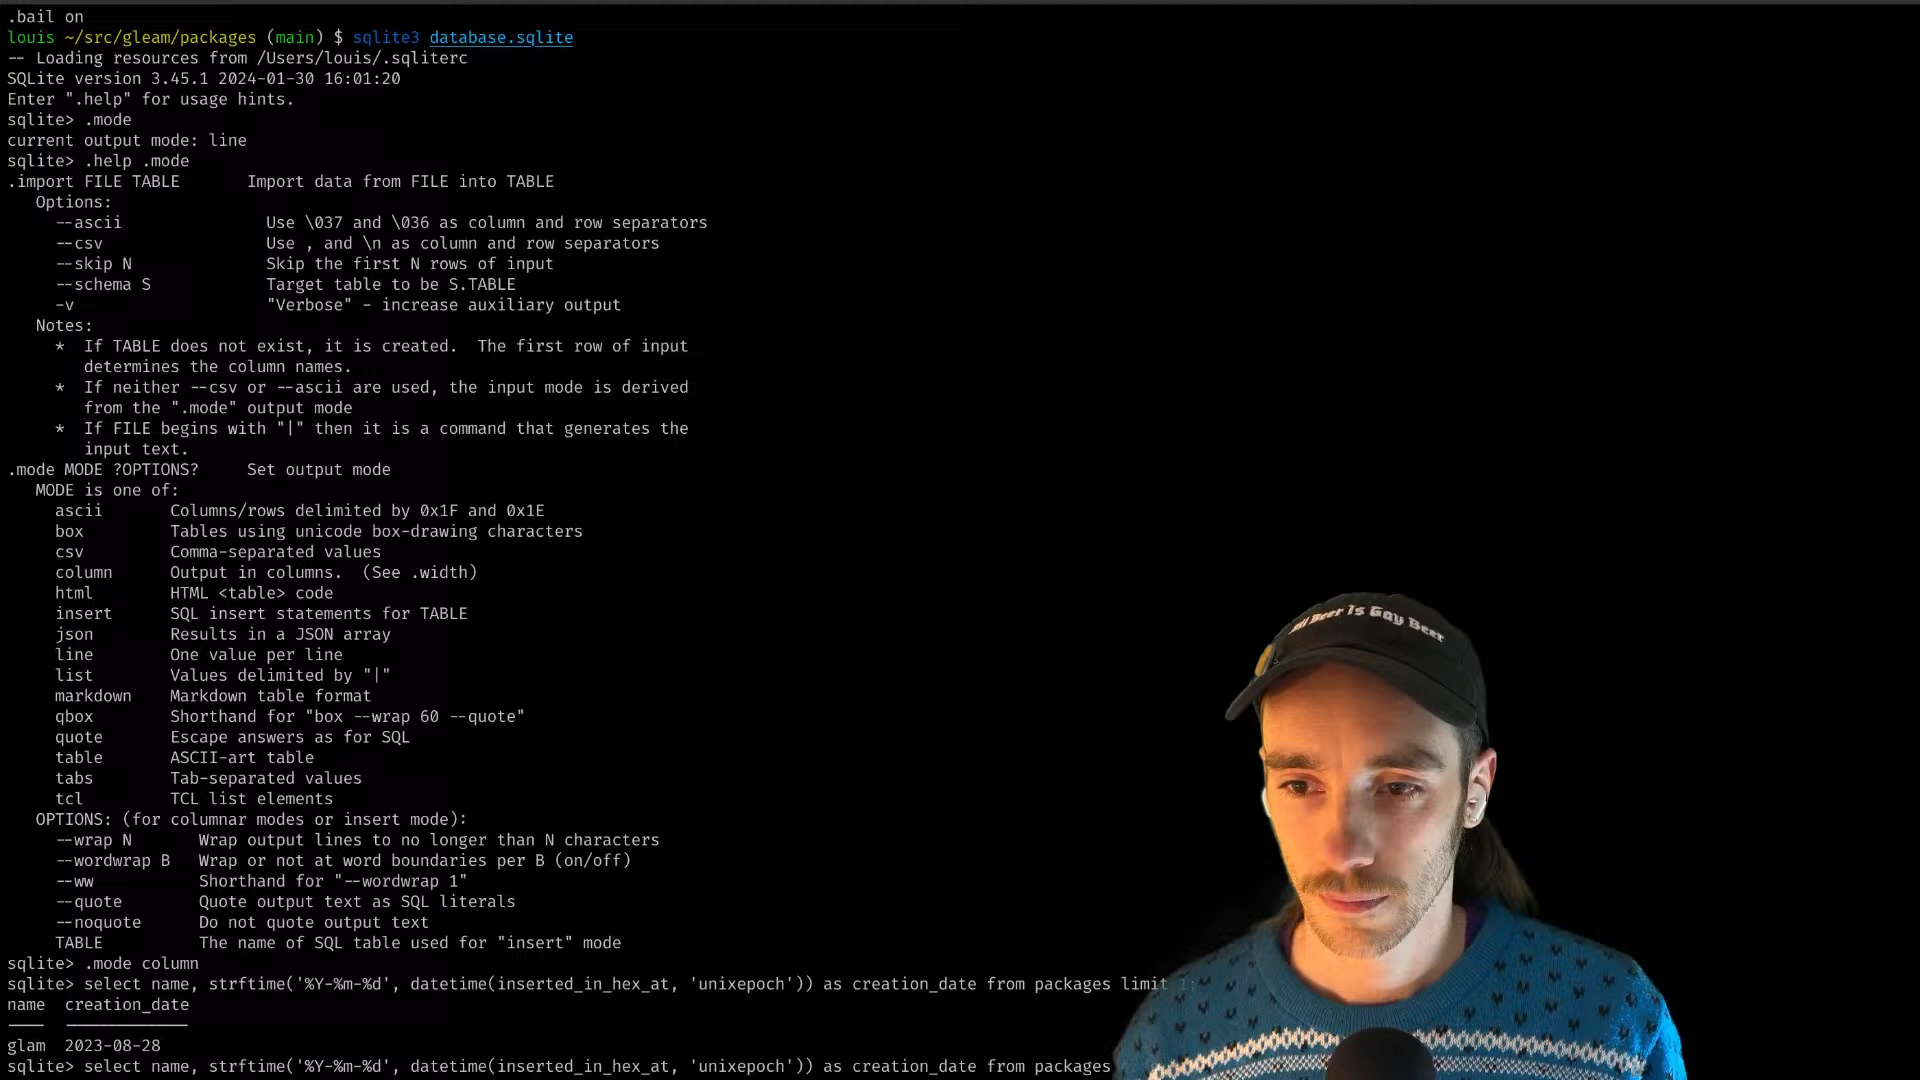 .bail on
louis ~/src/gleam/packages (main) $ sqlite3 database.sqlite
-- Loading resources from /Users/louis/.sqliterc
SQLite version 3.45.1 2024-01-30 16:01:20
Enter ".help" for usage hints.
sqlite> .mode
current output mode: line
sqlite> .help .mode
.import FILE TABLE       Import data from FILE into TABLE
   Options:
     --ascii               Use \037 and \036 as column and row separators
     --csv                 Use , and \n as column and row separators
     --skip N              Skip the first N rows of input
     --schema S            Target table to be S.TABLE
     -v                    "Verbose" - increase auxiliary output
   Notes:
     *  If TABLE does not exist, it is created.  The first row of input
        determines the column names.
     *  If neither --csv or --ascii are used, the input mode is derived
        from the ".mode" output mode
     *  If FILE begins with "|" then it is a command that generates the
        input text.
.mode MODE ?OPTIONS?     Set output mode
   MODE is one of:
     ascii       Columns/rows delimited by 0x1F and 0x1E
     box         Tables using unicode box-drawing characters
     csv         Comma-separated values
     column      Output in columns.  (See .width)
     html        HTML <table> code
     insert      SQL insert statements for TABLE
     json        Results in a JSON array
     line        One value per line
     list        Values delimited by "|"
     markdown    Markdown table format
     qbox        Shorthand for "box --wrap 60 --quote"
     quote       Escape answers as for SQL
     table       ASCII-art table
     tabs        Tab-separated values
     tcl         TCL list elements
   OPTIONS: (for columnar modes or insert mode):
     --wrap N       Wrap output lines to no longer than N characters
     --wordwrap B   Wrap or not at word boundaries per B (on/off)
     --ww           Shorthand for "--wordwrap 1"
     --quote        Quote output text as SQL literals
     --noquote      Do not quote output text
     TABLE          The name of SQL table used for "insert" mode
sqlite> .mode column
sqlite> select name, strftime('%Y-%m-%d', datetime(inserted_in_hex_at, 'unixepoch')) as creation_date from packages limit 1;
name  creation_date
----  -------------
glam  2023-08-28
sqlite> select name, strftime('%Y-%m-%d', datetime(inserted_in_hex_at, 'unixepoch')) as creation_date from packages
Beer Is Gay Beer